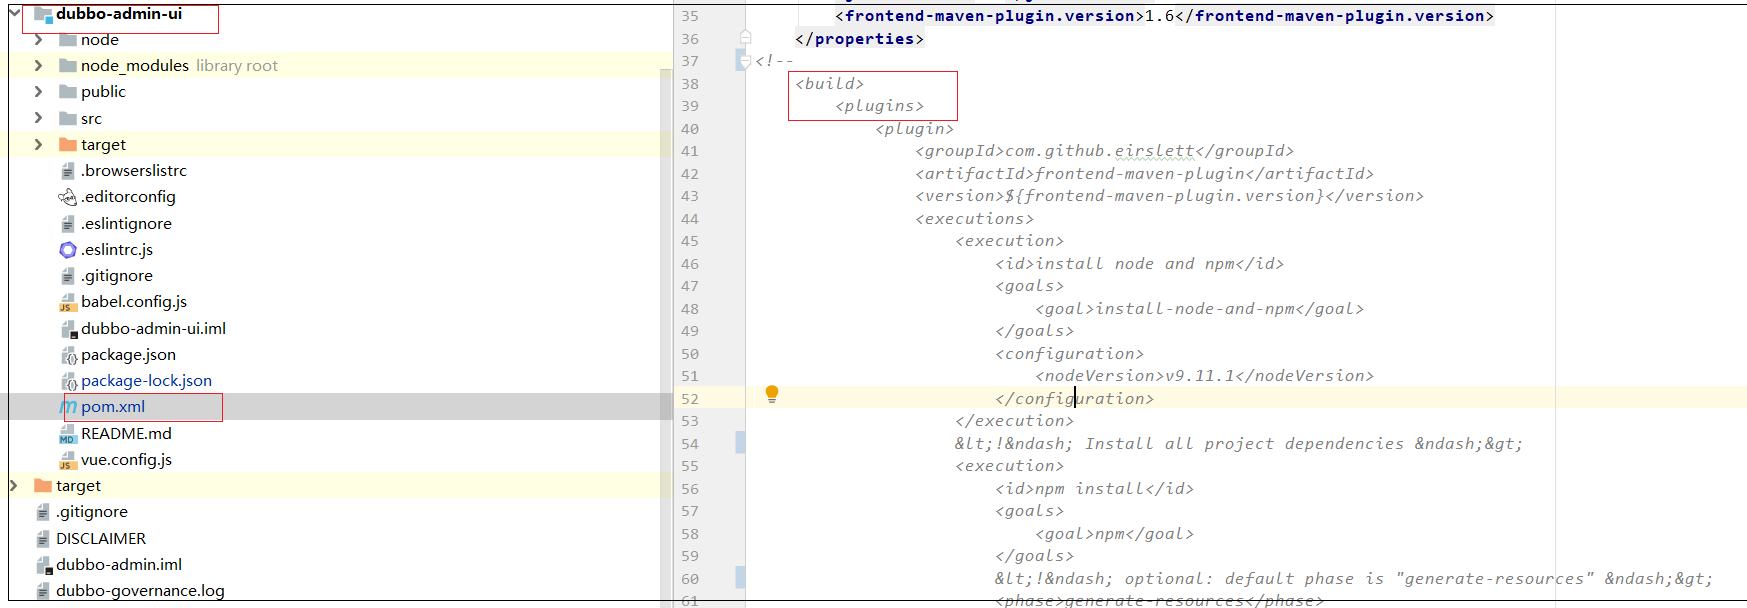 dubbo-admin-ui
node
node_modules library root
public
src
target
.browserslistrc
.editorconfig
.eslintignore
.eslintrc.js
.gitignore
babel.config.js
dubbo-admin-ui.iml
package.json
package-lock.json
pom.xml
README.md
vue.config.js
target
.gitignore
DISCLAIMER
dubbo-admin.iml
dubbo-governance.log
35 <frontend-maven-plugin.version>1.6</frontend-maven-plugin.version>
36 </properties>
37 <!--
38 <build>
39 <plugins>
40 <plugin>
41 <groupId>com.github.eirslett</groupId>
42 <artifactId>frontend-maven-plugin</artifactId>
43 <version>${frontend-maven-plugin.version}</version>
44 <executions>
45 <execution>
46 <id>install node and npm</id>
47 <goals>
48 <goal>install-node-and-npm</goal>
49 </goals>
50 <configuration>
51 <nodeVersion>v9.11.1</nodeVersion>
52 </configuration>
53 </execution>
54 &lt;!&ndash; Install all project dependencies &ndash;&gt;
55 <execution>
56 <id>npm install</id>
57 <goals>
58 <goal>npm</goal>
59 </goals>
60 &lt;!&ndash; optional: default phase is "generate-resources" &ndash;&gt;
61 <phase>generate-resources</phase>